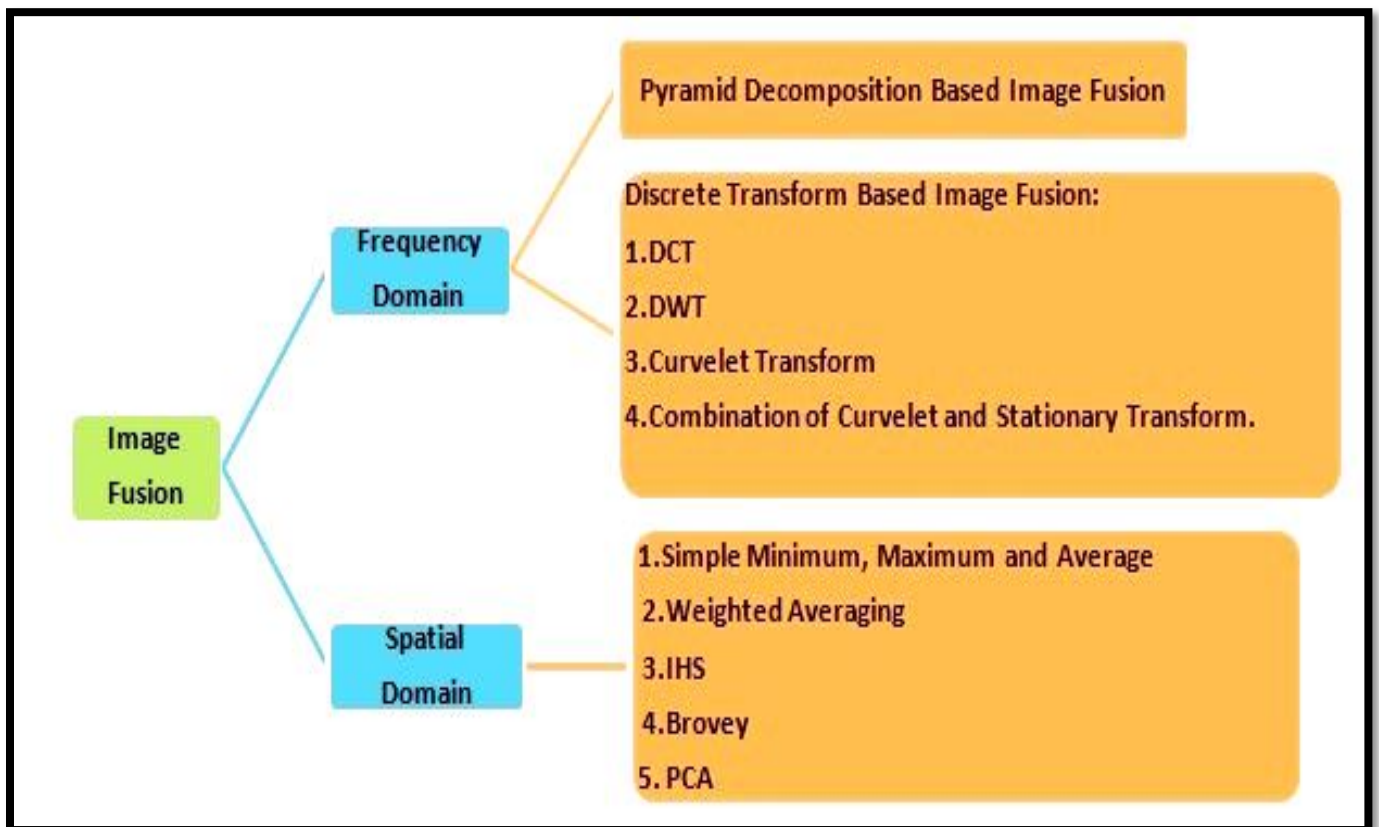 Pyramid Decomposition Based Image Fusion
Discrete Transform Based Image Fusion:
1.DCT
2.DWT
3.Curvelet Transform
4.Combination of Curvelet and Stationary Transform.
Frequency
Domain
Image
Fusion
Spatial
Domain
1.Simple Minimum, Maximum and Average
2.Weighted Averaging
3.IHS
4.Brovey
5. PCA